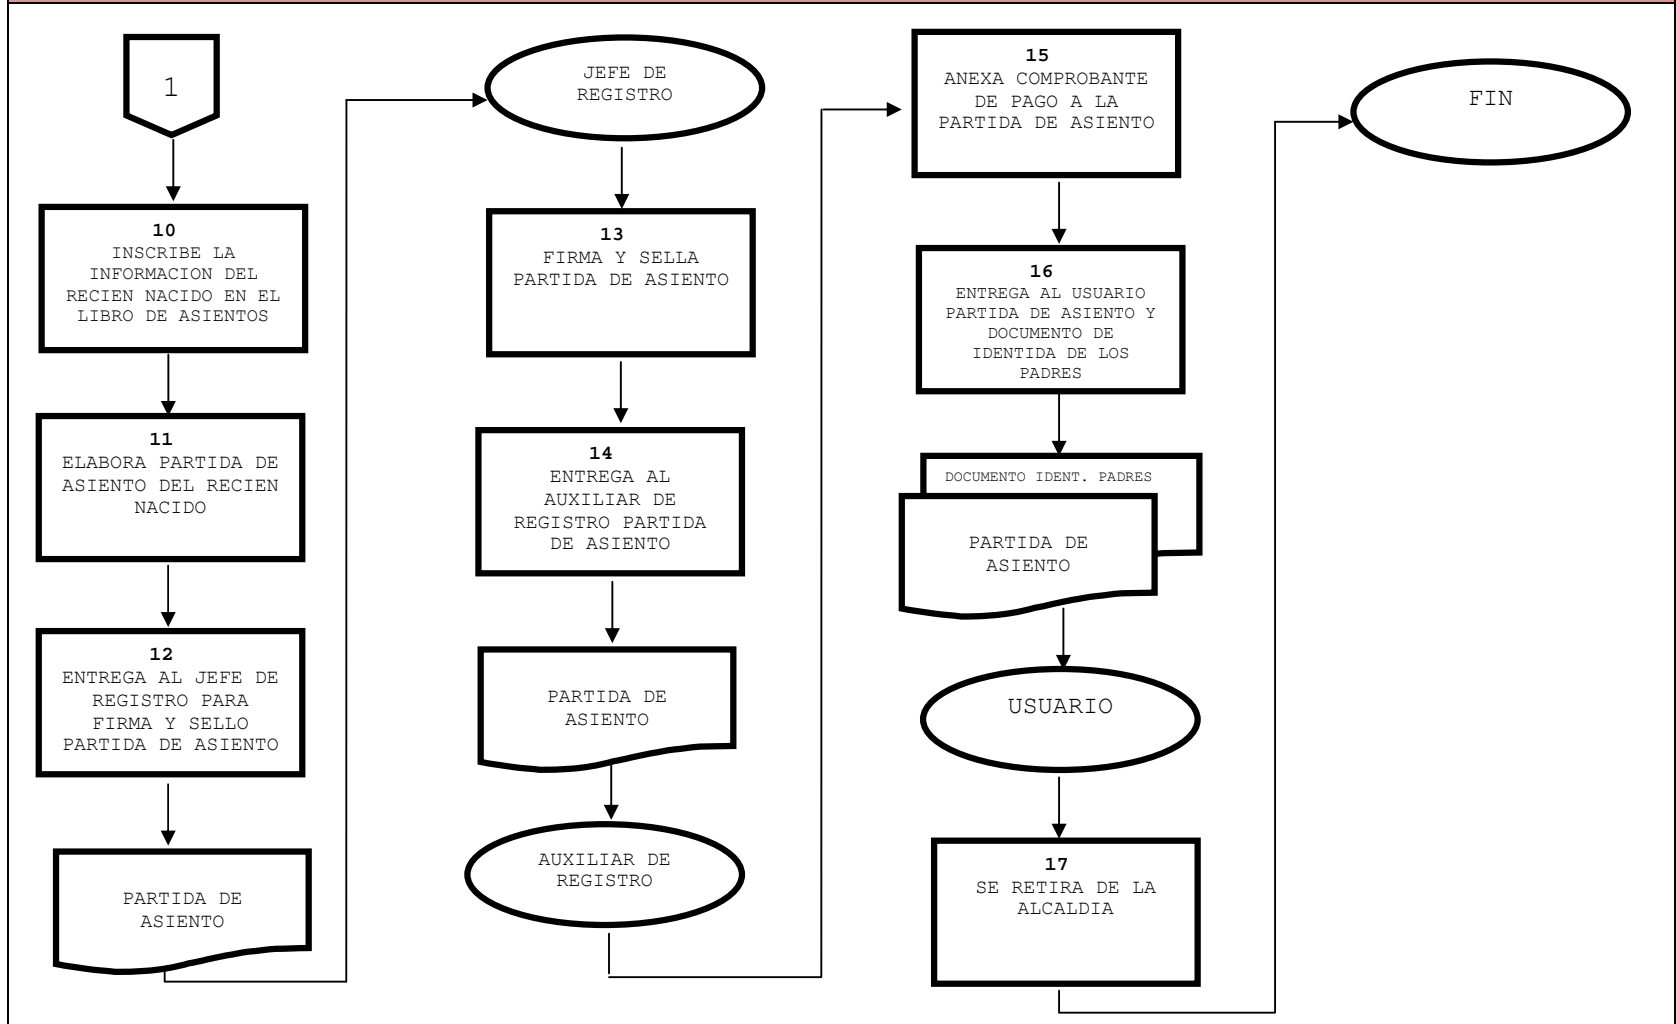 1
10
INSCRIBE LA
INFORMACION DEL
RECIEN NACIDO EN EL
LIBRO DE ASIENTOS
11
ELABORA PARTIDA DE
ASIENTO DEL RECIEN
NACIDO
12
ENTREGA AL JEFE DE
REGISTRO PARA
FIRMA Y SELLO
PARTIDA DE ASIENTO
PARTIDA DE
ASIENTO
JEFE DE
REGISTRO
13
FIRMA Y SELLA
PARTIDA DE ASIENTO
14
ENTREGA AL
AUXILIAR DE
REGISTRO PARTIDA
DE ASIENTO
PARTIDA DE
ASIENTO
AUXILIAR DE
REGISTRO
15
ANEXA COMPROBANTE
DE PAGO A LA
PARTIDA DE ASIENTO
16
ENTREGA AL USUARIO
PARTIDA DE ASIENTO Y
DOCUMENTO DE
IDENTIDA DE LOS
PADRES
DOCUMENTO IDENT. PADRES
PARTIDA DE
ASIENTO
USUARIO
17
SE RETIRA DE LA
ALCALDIA
FIN